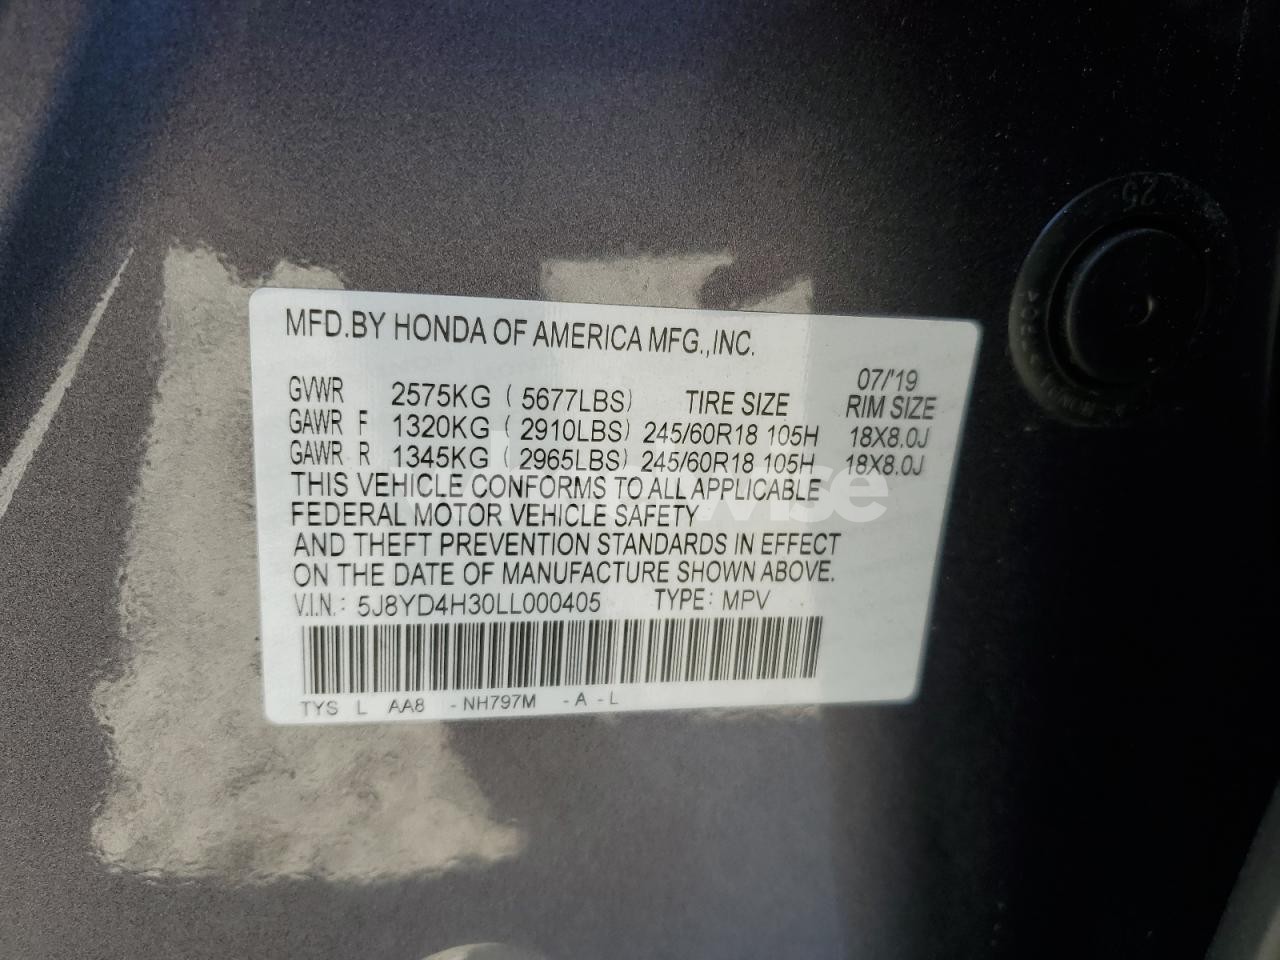 MFD.BY HONDA OF AMERICA MFG.,INC.
07/'19
GVWR 2575KG ( 5677LBS) TIRE SIZE RIM SIZE
GAWR F 1320KG ( 2910LBS) 245/60R18 105H 18X8.0J
GAWR R 1345KG ( 2965LBS) 245/60R18 105H 18X8.0J
THIS VEHICLE CONFORMS TO ALL APPLICABLE
FEDERAL MOTOR VEHICLE SAFETY
AND THEFT PREVENTION STANDARDS IN EFFECT
ON THE DATE OF MANUFACTURE SHOWN ABOVE.
V.I.N.: 5J8YD4H30LL000405 TYPE: MPV
TYS L AA8 -NH797M -A -L
25